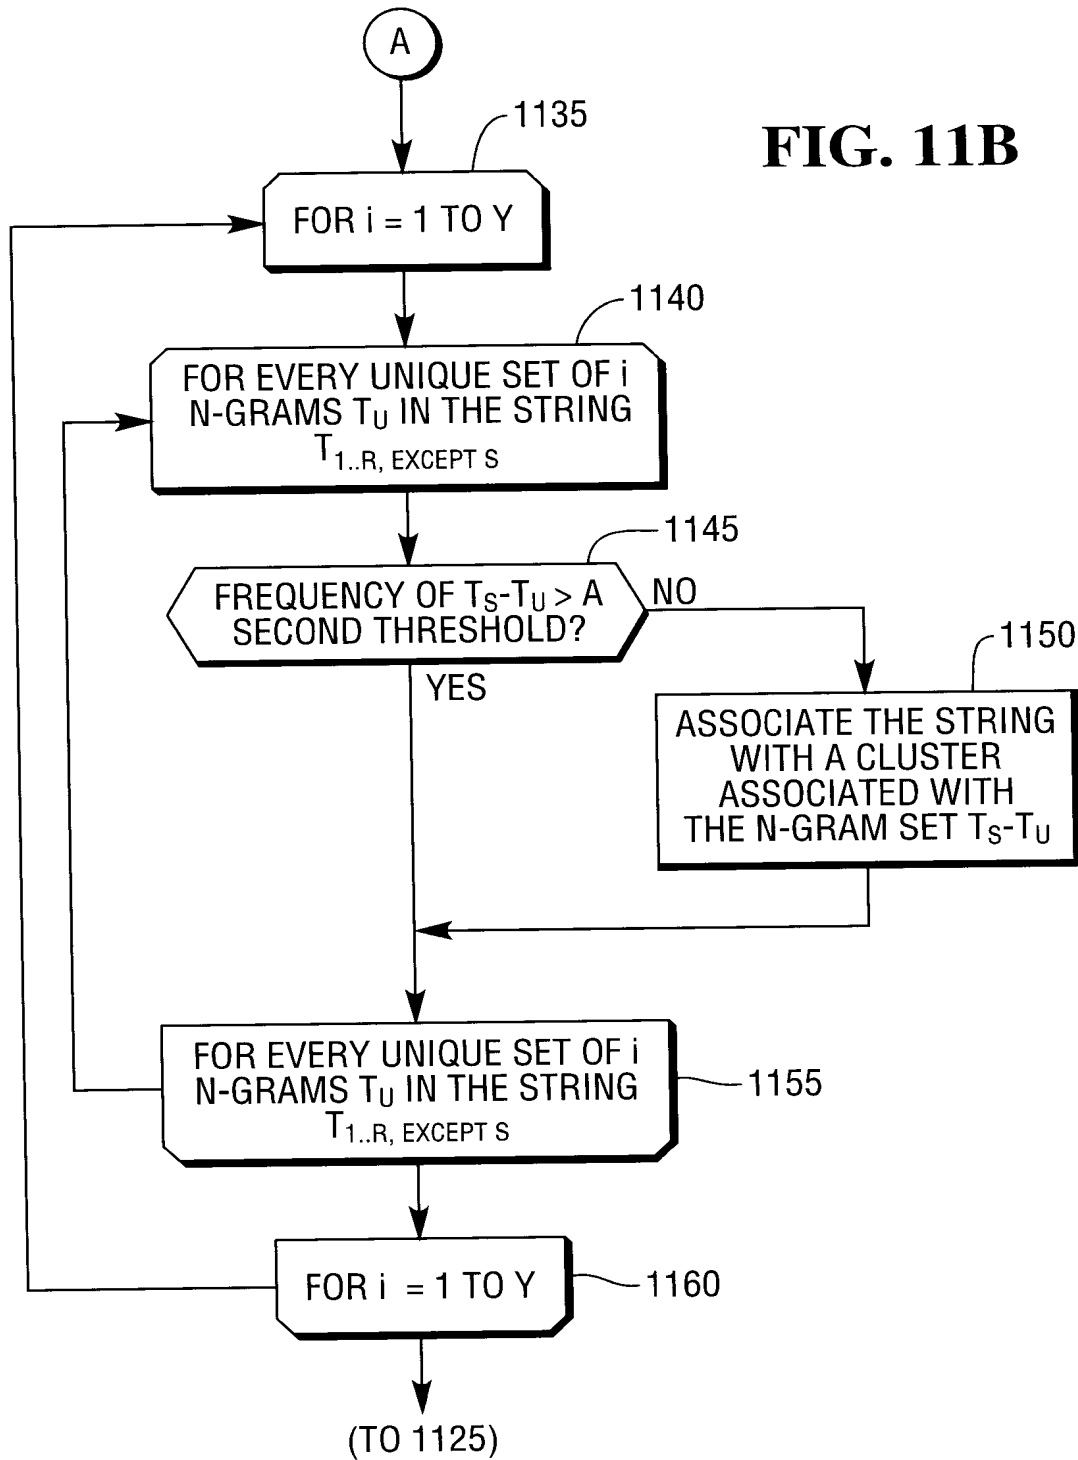 A
1135
FIG. 11B
FOR i = 1 TO Y
1140
FOR EVERY UNIQUE SET OF i
N-GRAMS TU IN THE STRING
T1..R, EXCEPT S
1145
FREQUENCY OF TS-TU > A
SECOND THRESHOLD?
NO
YES
1150
ASSOCIATE THE STRING
WITH A CLUSTER
ASSOCIATED WITH
THE N-GRAM SET TS-TU
FOR EVERY UNIQUE SET OF i
N-GRAMS TU IN THE STRING
T1..R, EXCEPT S
1155
FOR i = 1 TO Y
1160
(TO 1125)